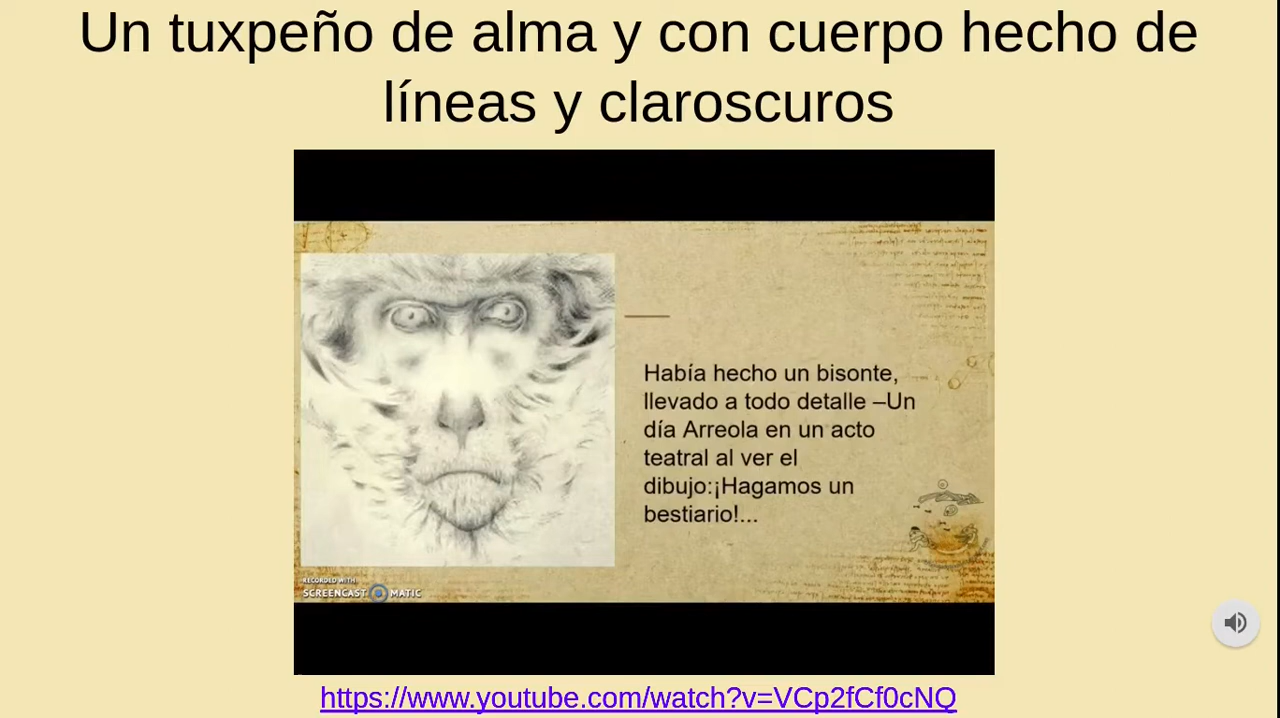 Un tuxpeño de alma y con cuerpo hecho de
líneas y claroscuros
Había hecho un bisonte,
llevado a todo detalle –Un
día Arreola en un acto
teatral al ver el
dibujo:¡Hagamos un
bestiario!...
RECORDED WITH
SCREENCAST MATIC
https://www.youtube.com/watch?v=VCp2fCf0cNQ